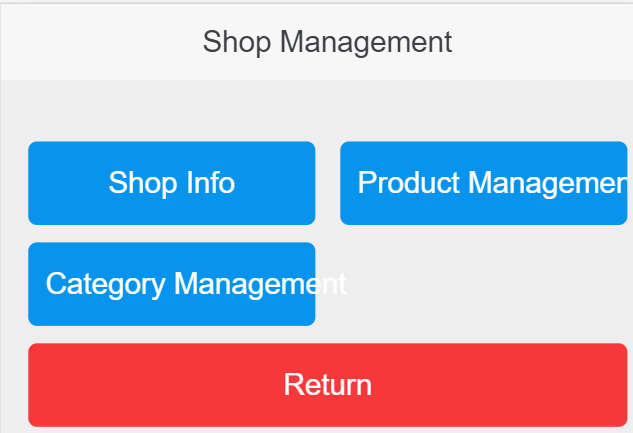 Shop Management
Shop Info
Product Managemen
Category Management
Return